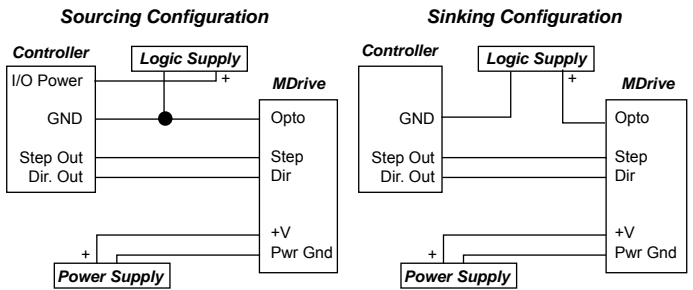 Sourcing Configuration
Controller
Logic Supply
+
MDrive
I/O Power
GND
Opto
Step Out
Step
Dir. Out
Dir
+V
+
Pwr Gnd
Power Supply
Sinking Configuration
Controller
Logic Supply
+
MDrive
GND
Opto
Step Out
Step
Dir. Out
Dir
+V
+
Pwr Gnd
Power Supply